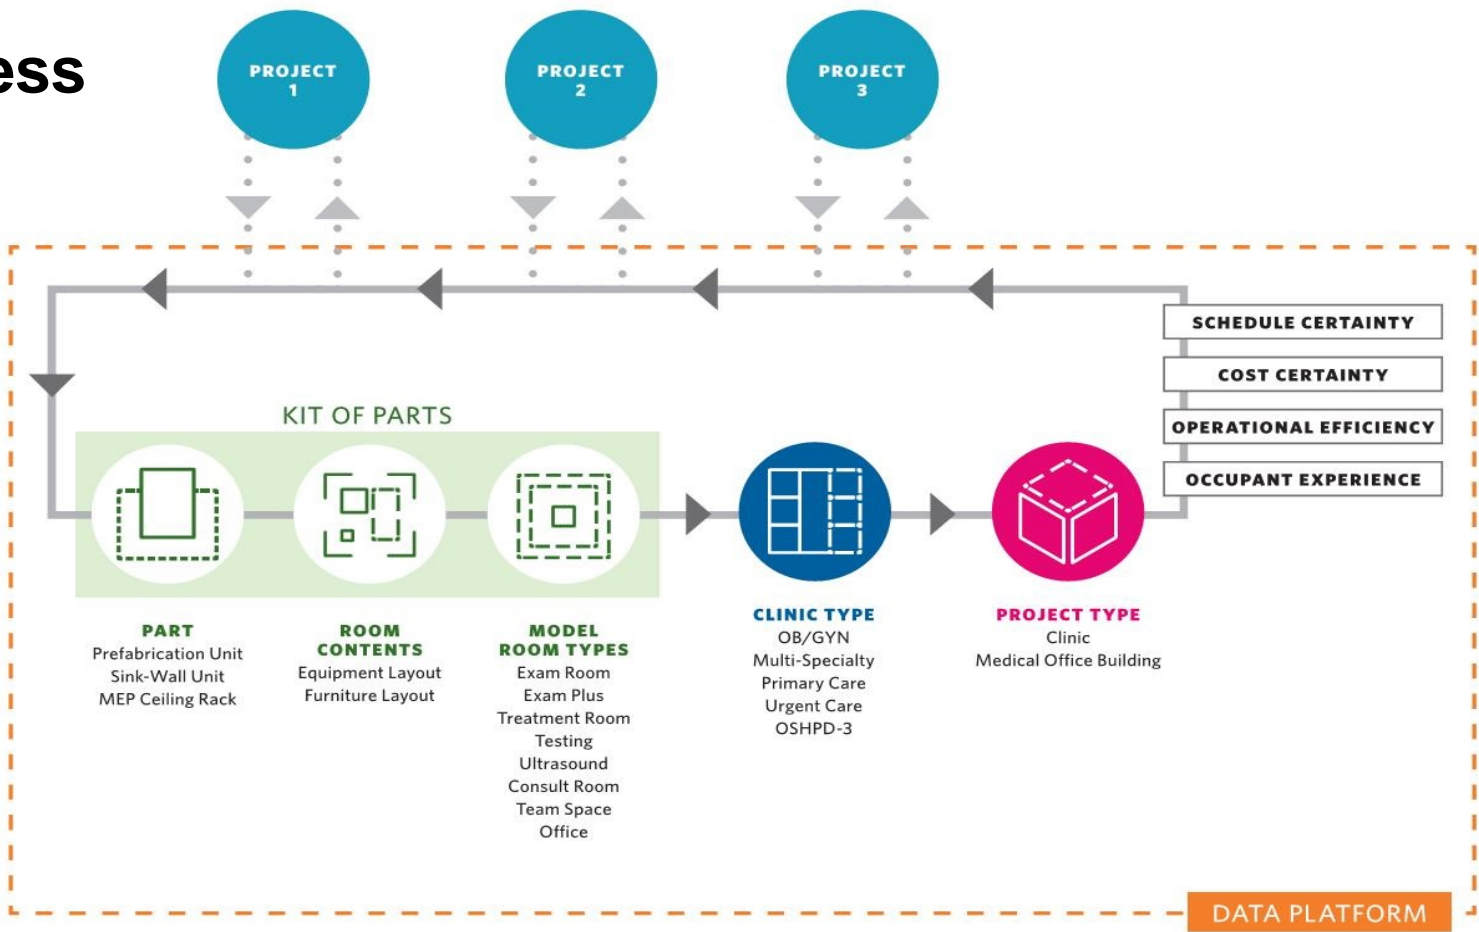 ess
PROJECT
1
PROJECT
2
PROJECT
3
SCHEDULE CERTAINTY
COST CERTAINTY
OPERATIONAL EFFICIENCY
OCCUPANT EXPERIENCE
KIT OF PARTS
PART
Prefabrication Unit
Sink-Wall Unit
MEP Ceiling Rack
ROOM
CONTENTS
Equipment Layout
Furniture Layout
MODEL
ROOM TYPES
Exam Room
Exam Plus
Treatment Room
Testing
Ultrasound
Consult Room
Team Space
Office
CLINIC TYPE
OB/GYN
Multi-Specialty
Primary Care
Urgent Care
OSHPD-3
PROJECT TYPE
Clinic
Medical Office Building
DATA PLATFORM